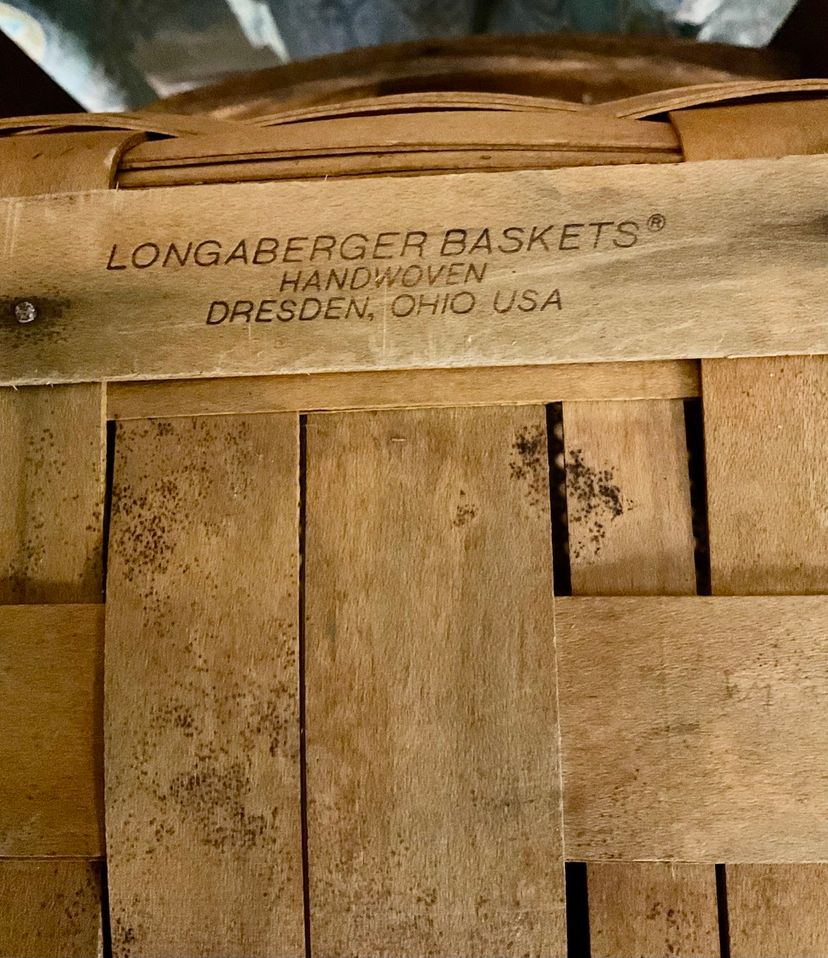 LONGABERGER BASKETS®
HANDWOVEN
DRESDEN, OHIO USA